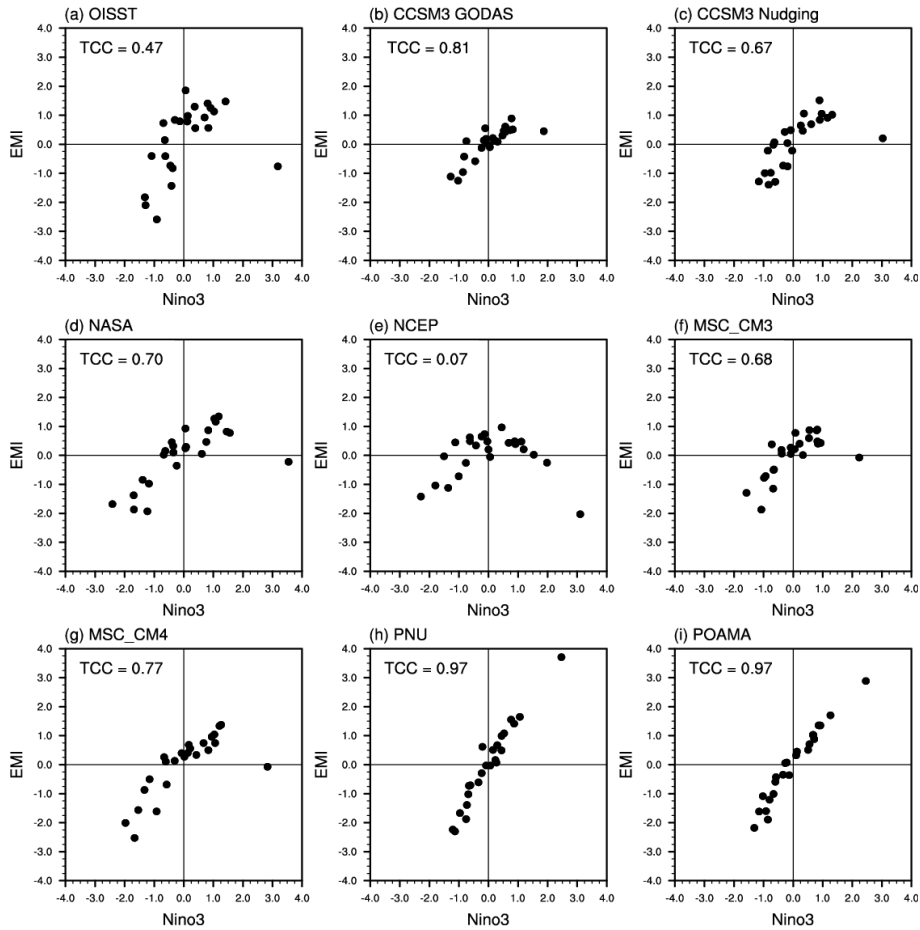 (a) OISST
TCC = 0.47
EMI
4.0
3.0
2.0
1.0
0.0
-1.0
-2.0
-3.0
-4.0
-4.0 -3.0 -2.0 -1.0 0.0 1.0 2.0 3.0 4.0
Nino3
(b) CCSM3 GODAS
TCC = 0.81
EMI
4.0
3.0
2.0
1.0
0.0
-1.0
-2.0
-3.0
-4.0
-4.0 -3.0 -2.0 -1.0 0.0 1.0 2.0 3.0 4.0
Nino3
(c) CCSM3 Nudging
TCC = 0.67
EMI
4.0
3.0
2.0
1.0
0.0
-1.0
-2.0
-3.0
-4.0
-4.0 -3.0 -2.0 -1.0 0.0 1.0 2.0 3.0 4.0
Nino3
(d) NASA
TCC = 0.70
EMI
4.0
3.0
2.0
1.0
0.0
-1.0
-2.0
-3.0
-4.0
-4.0 -3.0 -2.0 -1.0 0.0 1.0 2.0 3.0 4.0
Nino3
(e) NCEP
TCC = 0.07
EMI
4.0
3.0
2.0
1.0
0.0
-1.0
-2.0
-3.0
-4.0
-4.0 -3.0 -2.0 -1.0 0.0 1.0 2.0 3.0 4.0
Nino3
(f) MSC_CM3
TCC = 0.68
EMI
4.0
3.0
2.0
1.0
0.0
-1.0
-2.0
-3.0
-4.0
-4.0 -3.0 -2.0 -1.0 0.0 1.0 2.0 3.0 4.0
Nino3
(g) MSC_CM4
TCC = 0.77
EMI
4.0
3.0
2.0
1.0
0.0
-1.0
-2.0
-3.0
-4.0
-4.0 -3.0 -2.0 -1.0 0.0 1.0 2.0 3.0 4.0
Nino3
(h) PNU
TCC = 0.97
EMI
4.0
3.0
2.0
1.0
0.0
-1.0
-2.0
-3.0
-4.0
-4.0 -3.0 -2.0 -1.0 0.0 1.0 2.0 3.0 4.0
Nino3
(i) POAMA
TCC = 0.97
EMI
4.0
3.0
2.0
1.0
0.0
-1.0
-2.0
-3.0
-4.0
-4.0 -3.0 -2.0 -1.0 0.0 1.0 2.0 3.0 4.0
Nino3